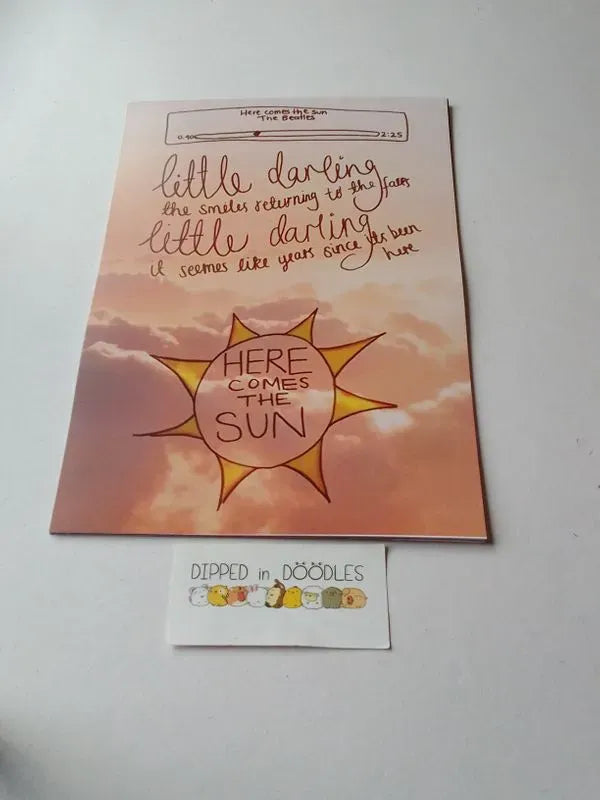 Here comes the sun
The Beatles
0.40 2:25
little darling
the smiles returning to the faces
little darling
it seemes like years since its been
here
HERE
COMES
THE
SUN
DIPPED in DOODLES